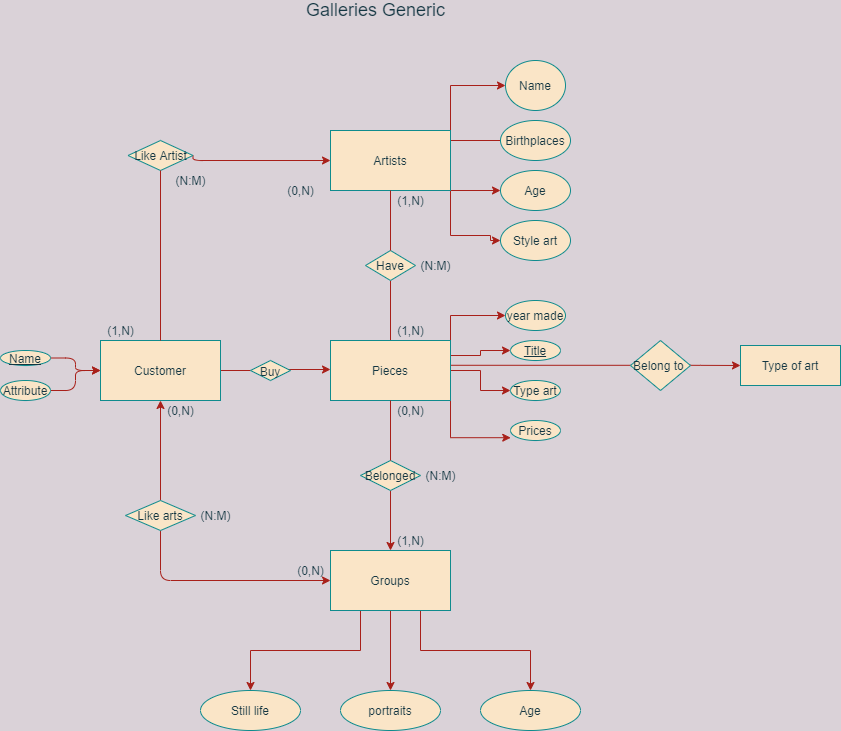 Galleries Generic
Name
Birthplaces
Like Artist
Artists
(N:M)
(0,N)
Age
(1,N)
Style art
Have
(N:M)
year made
(1,N)
(1,N)
Title
Name
Customer
Buy
Pieces
Belong to
Type of art
Attribute
Type art
(0,N)
(0,N)
Prices
Belonged
(N:M)
Like arts
(N:M)
(1,N)
(0,N)
Groups
Still life
portraits
Age